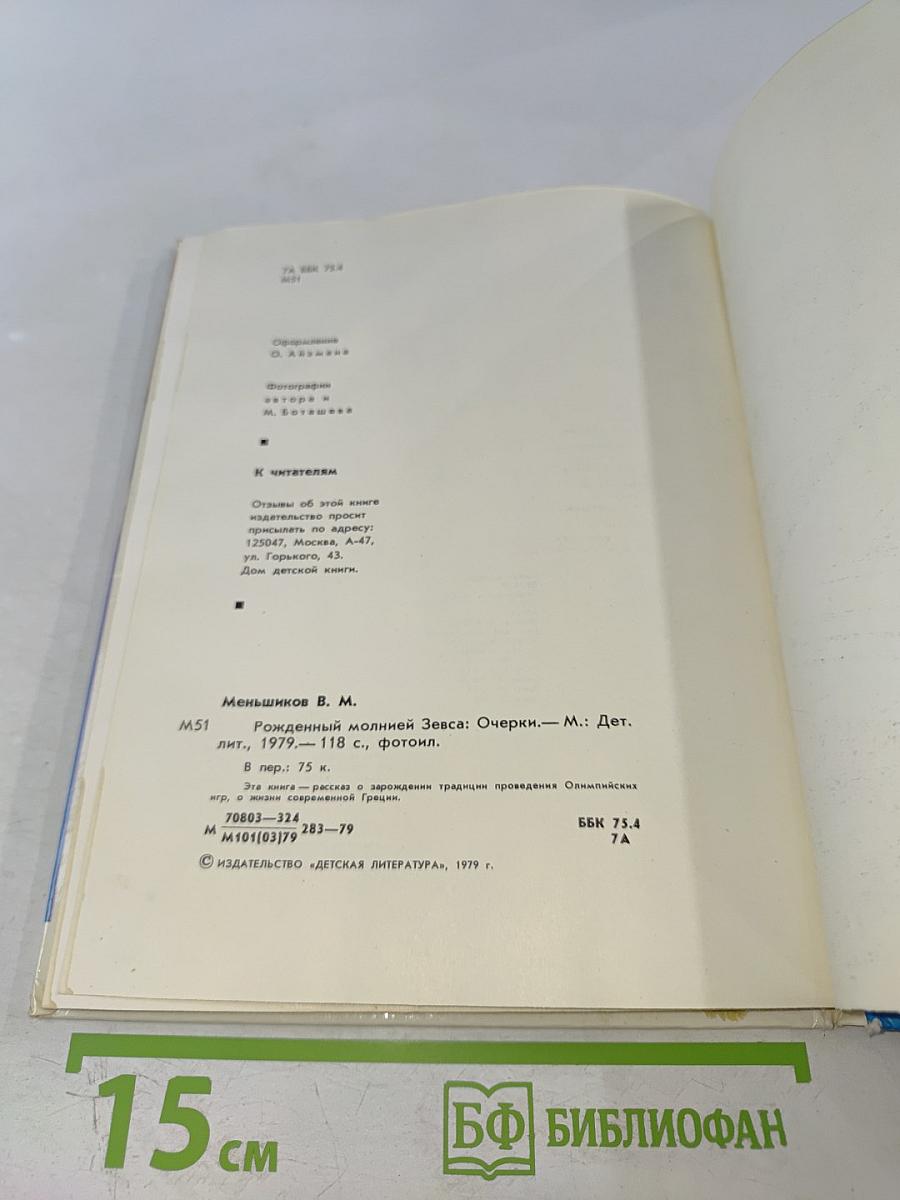 7А ББК 75.4
М51
Оформление
О. Айзмана
Фотографии
автора и
М. Боташева
К читателям
Отзывы об этой книге
издательство просит
присылать по адресу:
125047, Москва, А-47,
ул. Горького, 43.
Дом детской книги.
Меньшиков В. М.
М51 Рожденный молнией Зевса: Очерки.— М.: Дет.
лит., 1979.— 118 с., фотоил.
В пер.: 75 к.
Эта книга — рассказ о зарождении традиции проведения Олимпийских
игр, о жизни современной Греции.
М 70803—324
М101(03)79 283—79
ББК 75.4
7А
© ИЗДАТЕЛЬСТВО «ДЕТСКАЯ ЛИТЕРАТУРА», 1979 г.
15 см
БФ БИБЛИОФАН